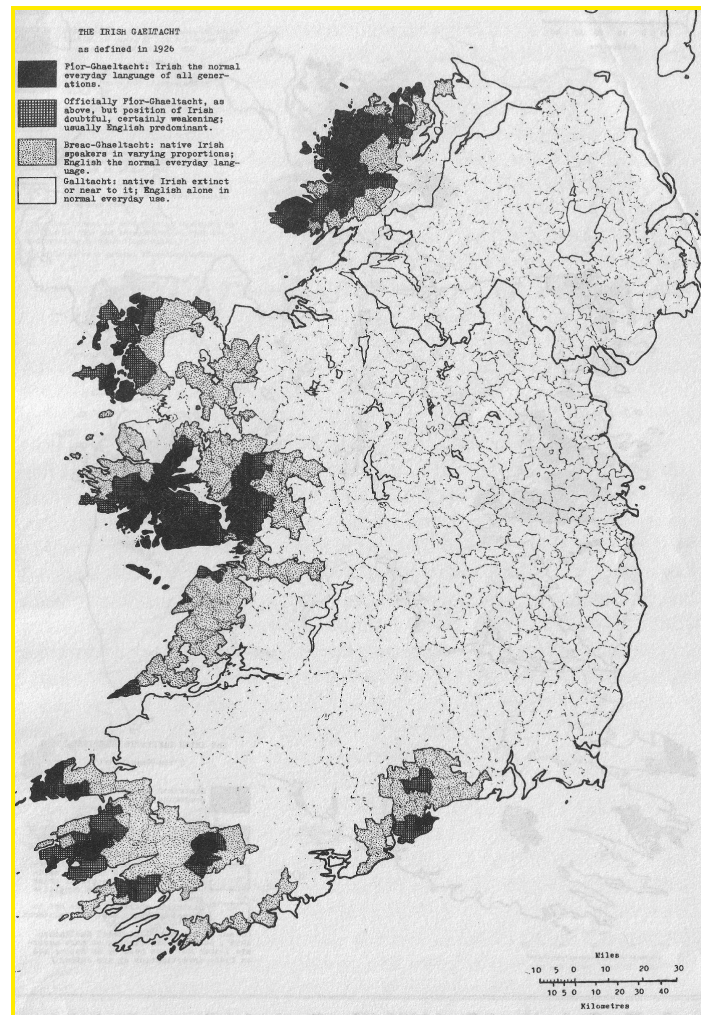 THE IRISH GAELTACHT
as defined in 1926
Fíor-Ghaeltacht: Irish the normal
everyday language of all gener-
ations.
Officially Fíor-Ghaeltacht, as
above, but position of Irish
doubtful, certainly weakening;
usually English predominant.
Breac-Ghaeltacht: native Irish
speakers in varying proportions;
English the normal everyday lang-
uage.
Galltacht: native Irish extinct
or near to it; English alone in
normal everyday use.
Miles
10 5 0 10 20 30
10 5 0 10 20 30 40
Kilometres